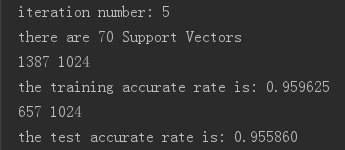 iteration number: 5
there are 70 Support Vectors
1387 1024
the training accurate rate is: 0.959625
657 1024
the test accurate rate is: 0.955860